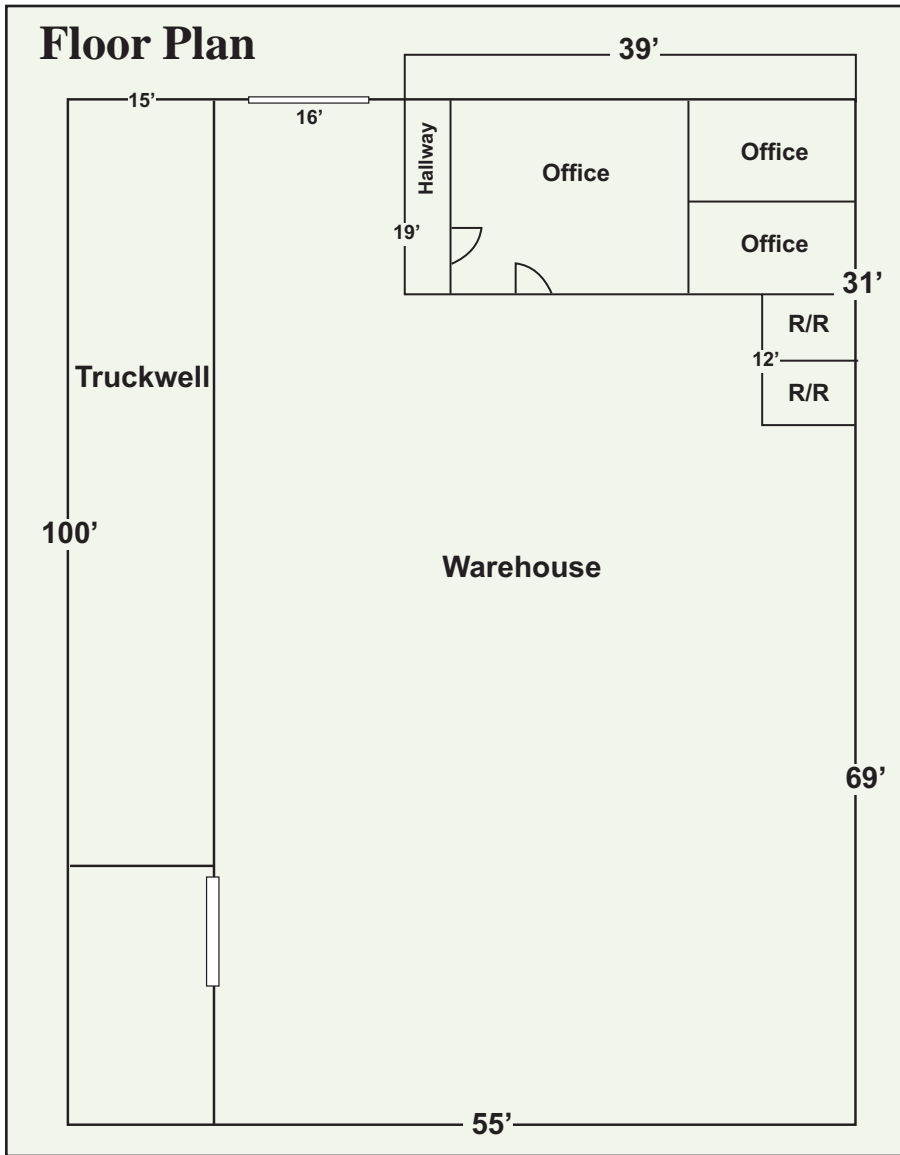 Floor Plan
39’
15’
16’
Hallway
Office
Office
19’
Office
31’
R/R
12’
R/R
Truckwell
100’
Warehouse
69’
55’